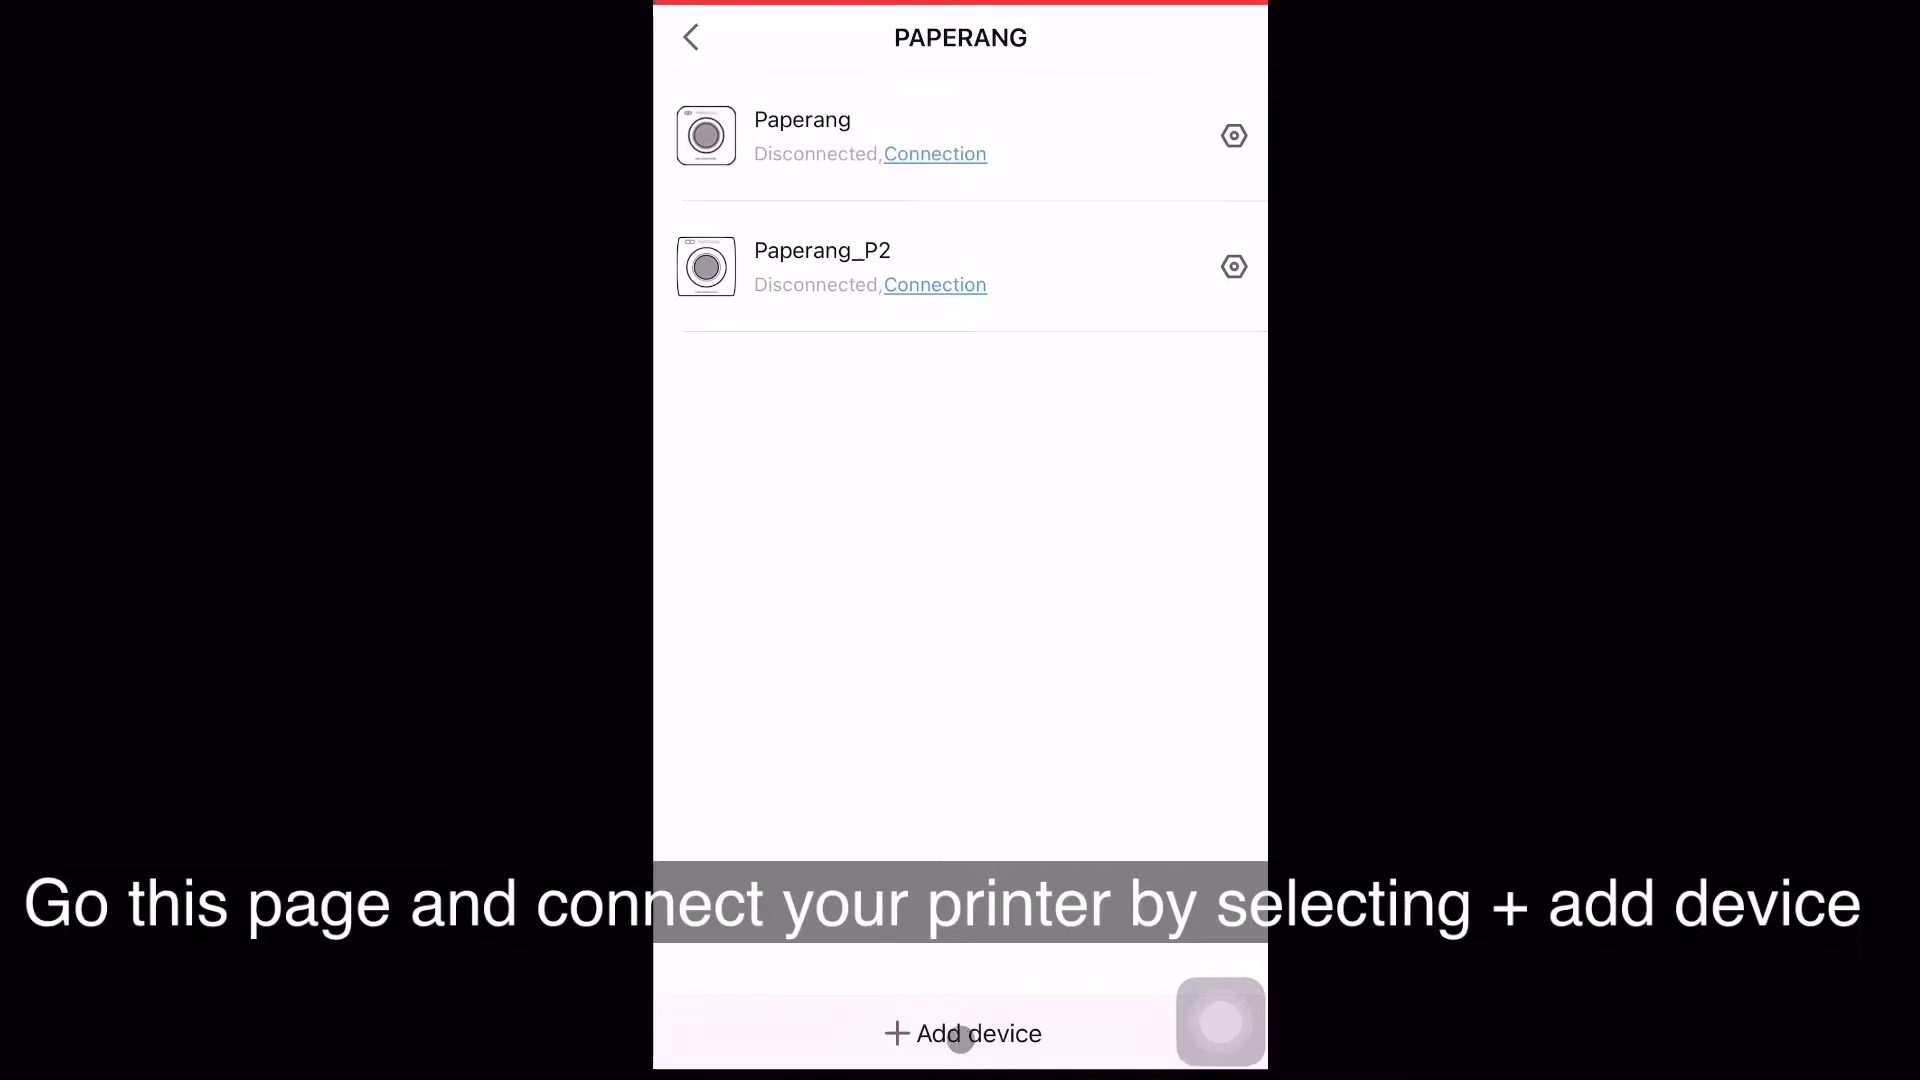 PAPERANG
Paperang
Disconnected,Connection
Paperang_P2
Disconnected,Connection
Go this page and connect your printer by selecting + add device
+ Add device